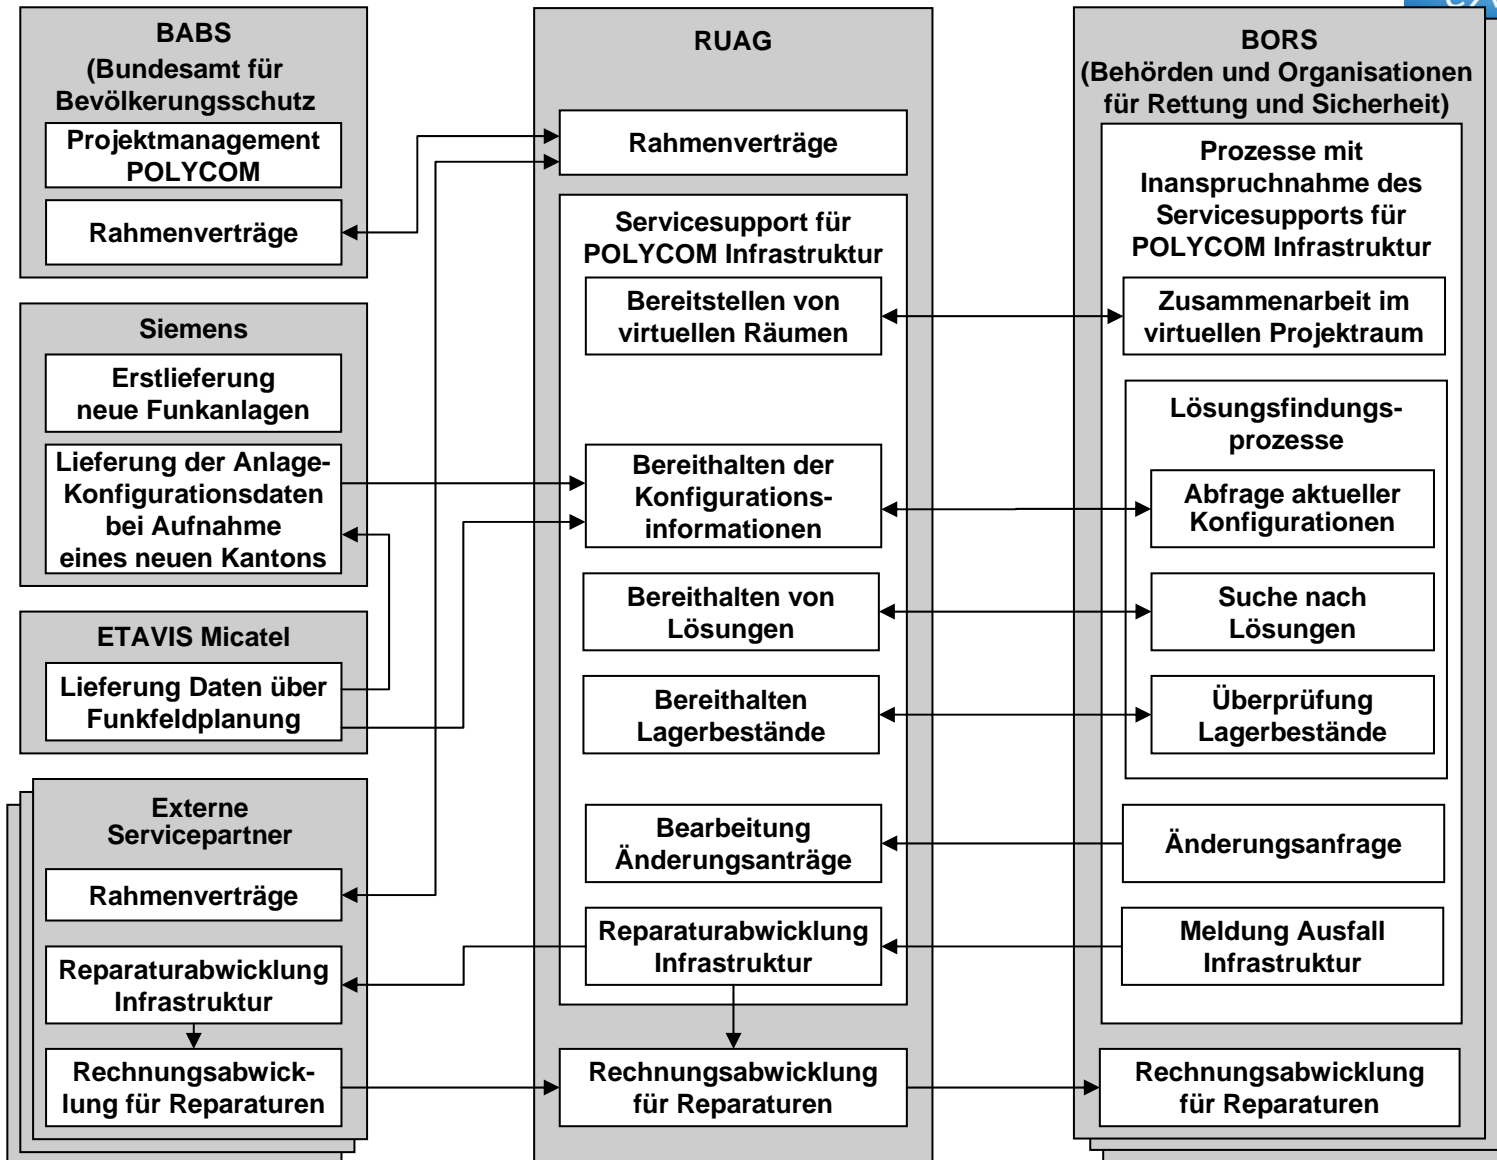 BABS
(Bundesamt für
Bevölkerungsschutz
Projektmanagement
POLYCOM
Rahmenverträge
Siemens
Erstlieferung
neue Funkanlagen
Lieferung der Anlage-
Konfigurationsdaten
bei Aufnahme
eines neuen Kantons
ETAVIS Micatel
Lieferung Daten über
Funkfeldplanung
Externe
Servicepartner
Rahmenverträge
Reparaturabwicklung
Infrastruktur
Rechnungsabwick-
lung für Reparaturen
RUAG
Rahmenverträge
Servicesupport für
POLYCOM Infrastruktur
Bereitstellen von
virtuellen Räumen
Bereithalten der
Konfigurations-
informationen
Bereithalten von
Lösungen
Bereithalten
Lagerbestände
Bearbeitung
Änderungsanträge
Reparaturabwicklung
Infrastruktur
Rechnungsabwicklung
für Reparaturen
BORS
(Behörden und Organisationen
für Rettung und Sicherheit)
Prozesse mit
Inanspruchnahme des
Servicesupports für
POLYCOM Infrastruktur
Zusammenarbeit im
virtuellen Projektraum
Lösungsfindungs-
prozesse
Abfrage aktueller
Konfigurationen
Suche nach
Lösungen
Überprüfung
Lagerbestände
Änderungsanfrage
Meldung Ausfall
Infrastruktur
Rechnungsabwicklung
für Reparaturen